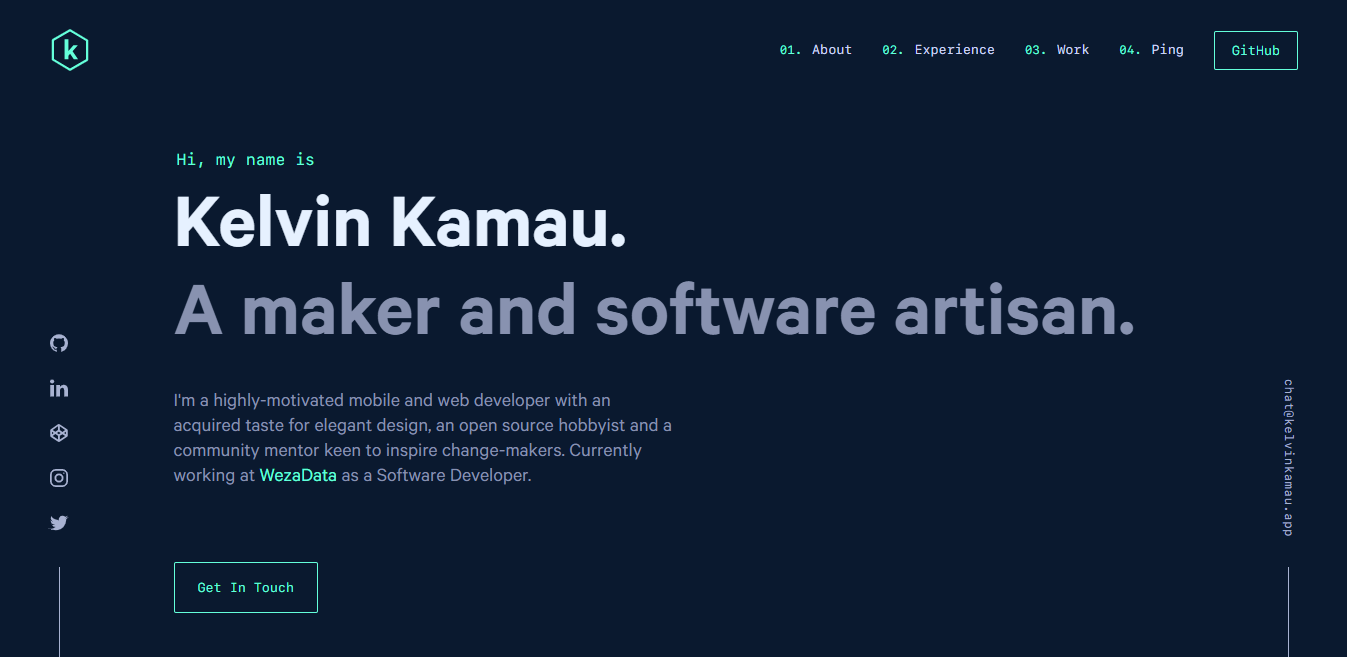 k
01. About 02. Experience 03. Work 04. Ping GitHub
Hi, my name is
Kelvin Kamau.
A maker and software artisan.
I'm a highly-motivated mobile and web developer with an
acquired taste for elegant design, an open source hobbyist and a
community mentor keen to inspire change-makers. Currently
working at WezaData as a Software Developer.
Get In Touch
in
chat@kelvinkamau.app